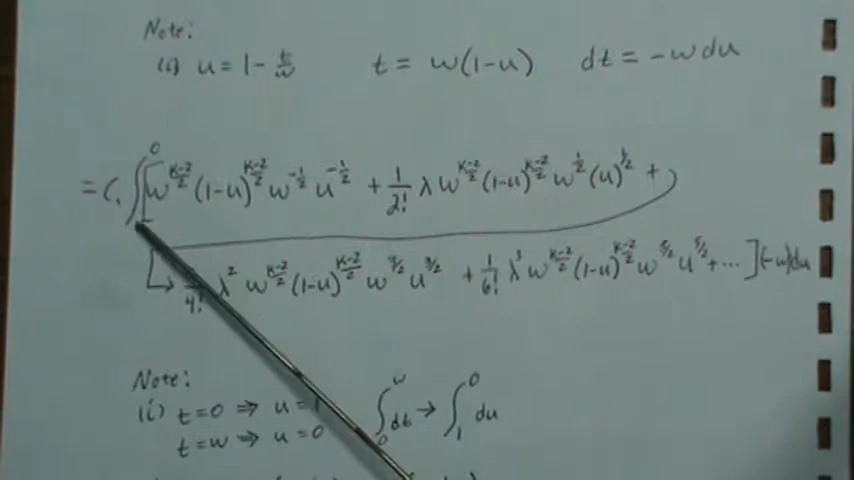 Note:
(i) u = 1 - t/w t = w(1-u) dt = -w du
= C₁ ∫ 0 [w^(k-2)/2 (1-u)^(k-2)/2 w^-1/2 u^-1/2 + 1/2! λ w^(k-2)/2 (1-u)^(k-2)/2 w^1/2 (u)^1/2 +
4! λ² w^(k-2)/2 (1-u)^(k-2)/2 w^3/2 u^3/2 + 1/6! λ³ w^(k-2)/2 (1-u)^(k-2)/2 w^5/2 u^5/2 + ... ] (-w)du
Note:
(i) t=0 ⇒ u = 1 ∫₀^w dt → ∫₁^0 du
t=w ⇒ u = 0